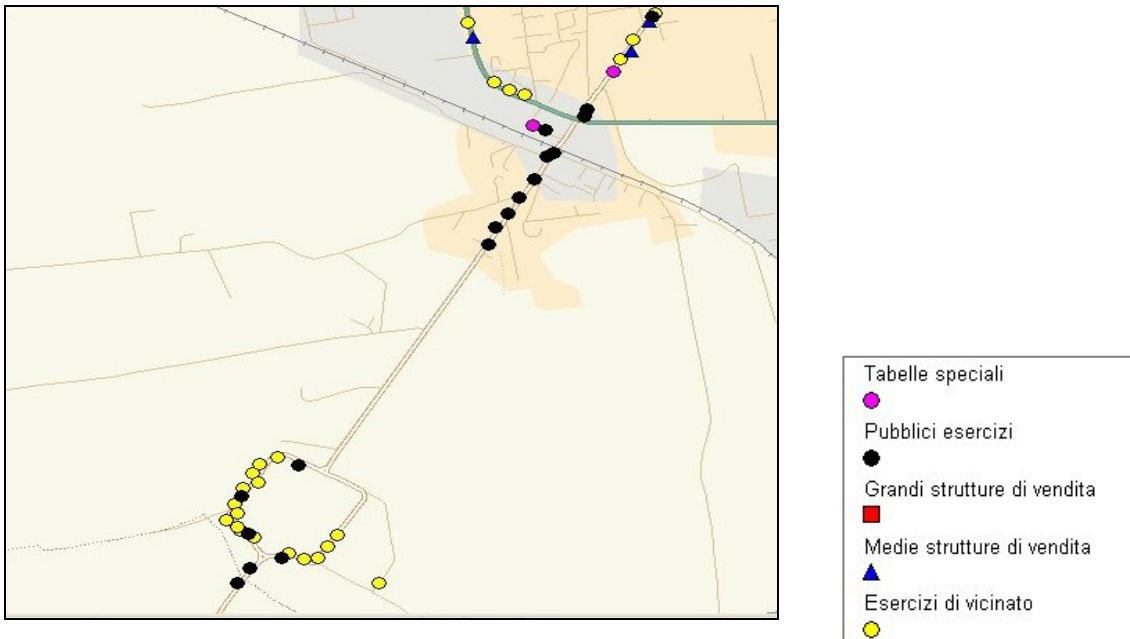 Tabelle speciali
Pubblici esercizi
Grandi strutture di vendita
Medie strutture di vendita
Esercizi di vicinato